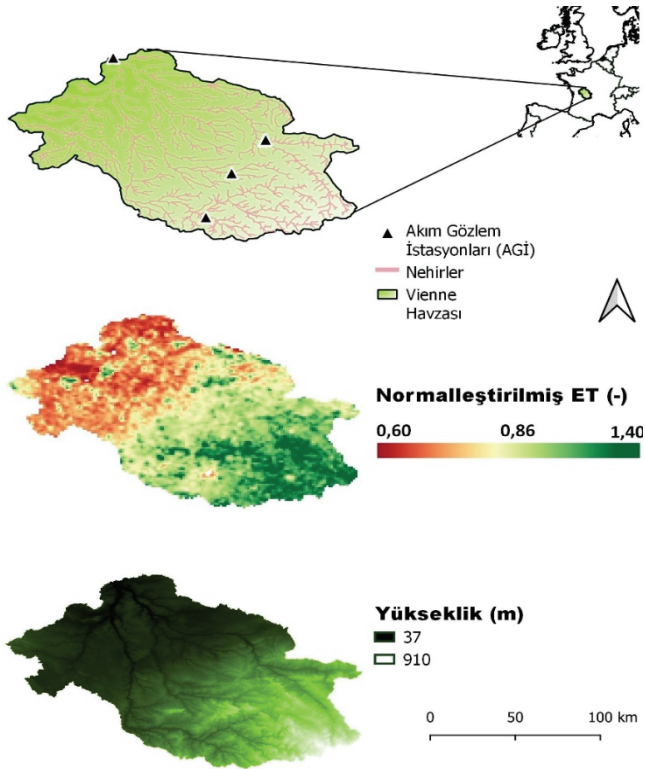 Akım Gözlem
İstasyonları (AGİ)
Nehirler
Vienne
Havzası
Normalleştirilmiş ET (-)
0,60 0,86 1,40
Yükseklik (m)
37
910
0 50 100 km